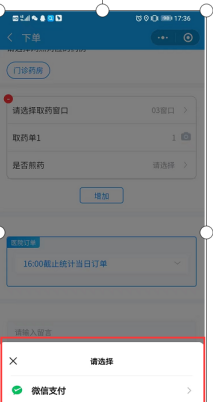 17:36
下单
门诊药房
请选择取药窗口 03窗口
取药单1 1
是否煎药 请选择
增加
医院订单
16:00截止统计当日订单
请输入留言
请选择
微信支付